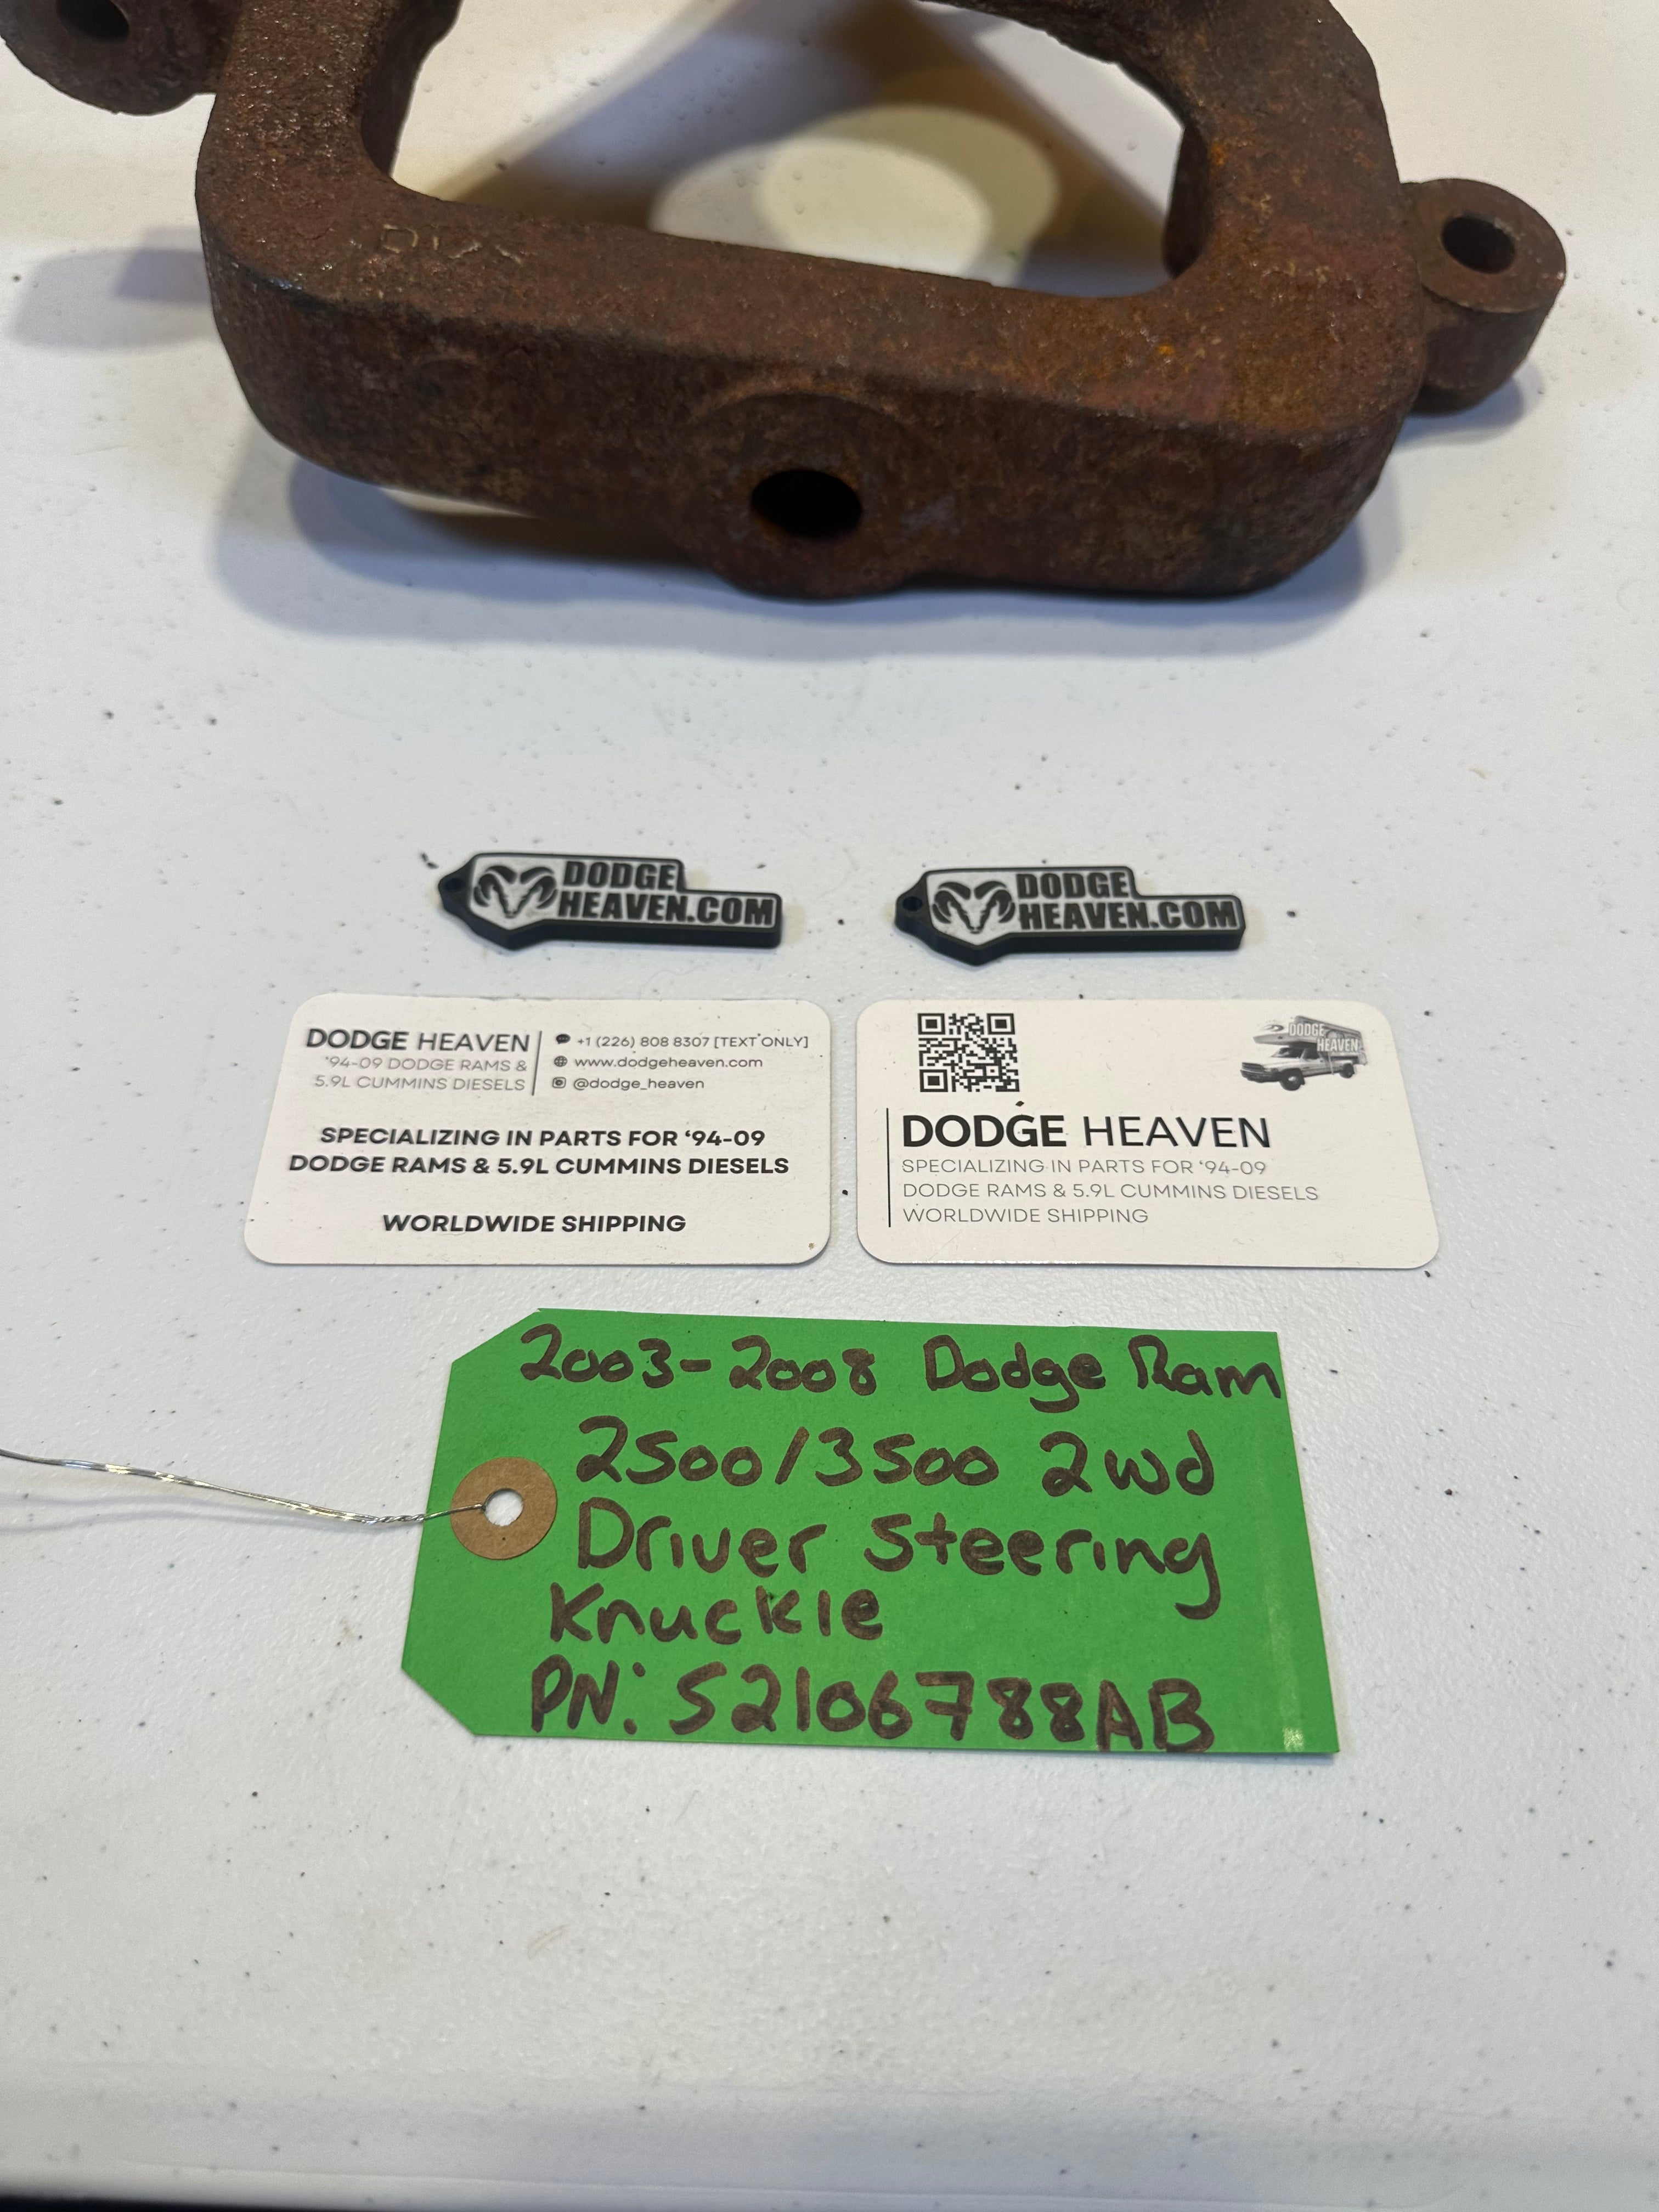 DODGE
HEAVEN.COM
DODGE
HEAVEN.COM
DODGE HEAVEN
'94-09 DODGE RAMS &
5.9L CUMMINS DIESELS
+1 (226) 808 8307 [TEXT ONLY]
www.dodgeheaven.com
@dodge_heaven
SPECIALIZING IN PARTS FOR '94-09
DODGE RAMS & 5.9L CUMMINS DIESELS
WORLDWIDE SHIPPING
DODGE
HEAVEN
DODGE HEAVEN
SPECIALIZING IN PARTS FOR '94-09
DODGE RAMS & 5.9L CUMMINS DIESELS
WORLDWIDE SHIPPING
2003-2008 Dodge Ram
2500/3500 2wd
Driver Steering
Knuckle
PN: 52106788AB